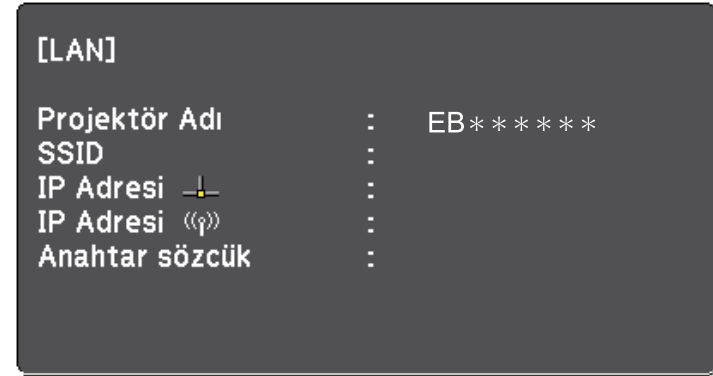 [LAN]
Projektör Adı : EB∗∗∗∗∗∗
SSID :
IP Adresi :
IP Adresi :
Anahtar sözcük :